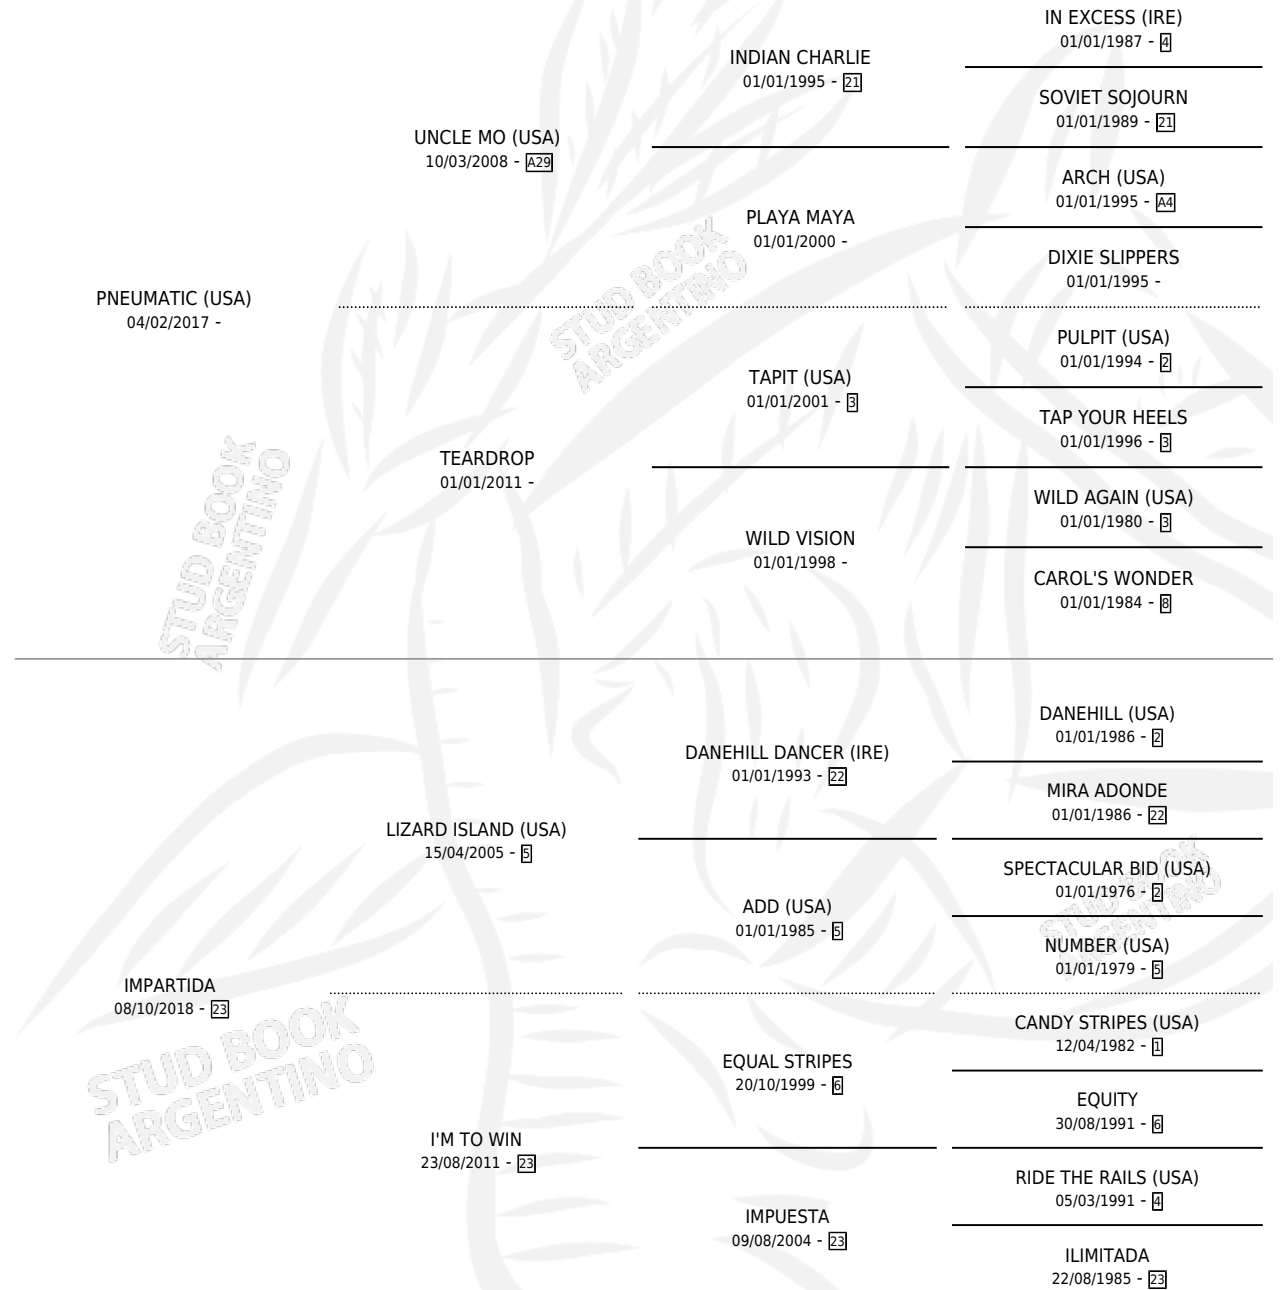 IN EXCESS (IRE)
01/01/1987 - 4
INDIAN CHARLIE
01/01/1995 - 21
SOVIET SOJOURN
01/01/1989 - 21
UNCLE MO (USA)
10/03/2008 - A29
ARCH (USA)
01/01/1995 - A4
PLAYA MAYA
01/01/2000 -
DIXIE SLIPPERS
01/01/1995 -
PNEUMATIC (USA)
04/02/2017 -
PULPIT (USA)
01/01/1994 - 2
TAPIT (USA)
01/01/2001 - 3
TAP YOUR HEELS
01/01/1996 - 3
TEARDROP
01/01/2011 -
WILD AGAIN (USA)
01/01/1980 - 3
WILD VISION
01/01/1998 -
CAROL'S WONDER
01/01/1984 - 8
DANEHILL (USA)
01/01/1986 - 2
DANEHILL DANCER (IRE)
01/01/1993 - 22
MIRA ADONDE
01/01/1986 - 22
LIZARD ISLAND (USA)
15/04/2005 - 5
SPECTACULAR BID (USA)
01/01/1976 - 2
ADD (USA)
01/01/1985 - 5
NUMBER (USA)
01/01/1979 - 5
IMPARTIDA
08/10/2018 - 23
CANDY STRIPES (USA)
12/04/1982 - 1
EQUAL STRIPES
20/10/1999 - 6
EQUITY
30/08/1991 - 6
I'M TO WIN
23/08/2011 - 23
RIDE THE RAILS (USA)
05/03/1991 - 4
IMPUESTA
09/08/2004 - 23
ILIMITADA
22/08/1985 - 23
STUD BOOK
ARGENTINO
STUD BOOK
ARGENTINO
STUD BOOK
ARGENTINO
STUD BOOK
ARGENTINO